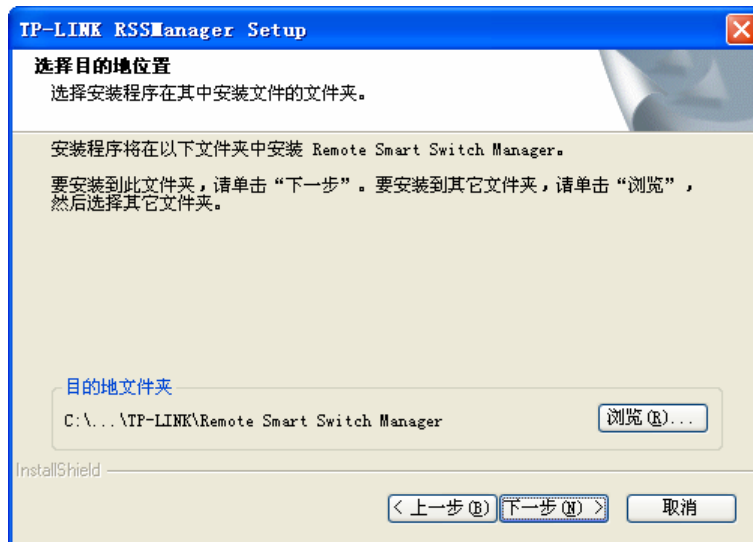 TP-LINK RSSManager Setup
选择目的地位置
选择安装程序在其中安装文件的文件夹。
安装程序将在以下文件夹中安装 Remote Smart Switch Manager。
要安装到此文件夹，请单击“下一步”。要安装到其它文件夹，请单击“浏览”，
然后选择其它文件夹。
目的地文件夹
C:\...\TP-LINK\Remote Smart Switch Manager
浏览(R)...
InstallShield
< 上一步(B) 下一步(N) > 取消